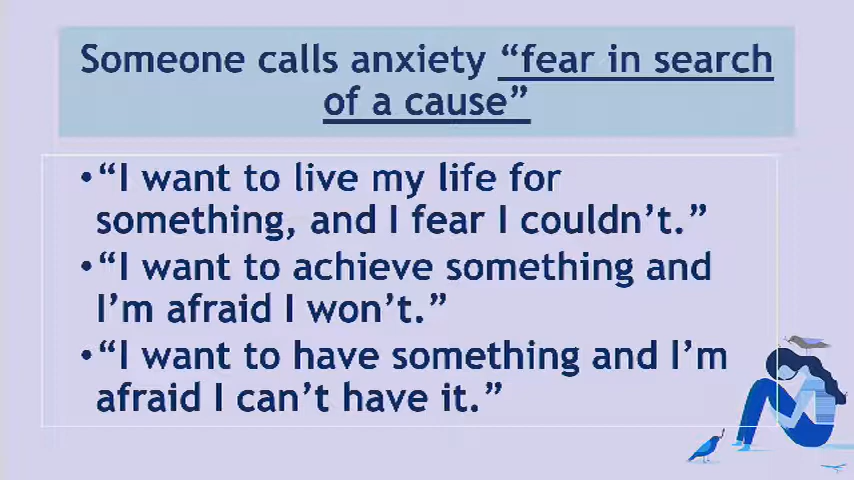 Someone calls anxiety “fear in search
of a cause”
•“I want to live my life for
something, and I fear I couldn’t.”
•“I want to achieve something and
I’m afraid I won’t.”
•“I want to have something and I’m
afraid I can’t have it.”